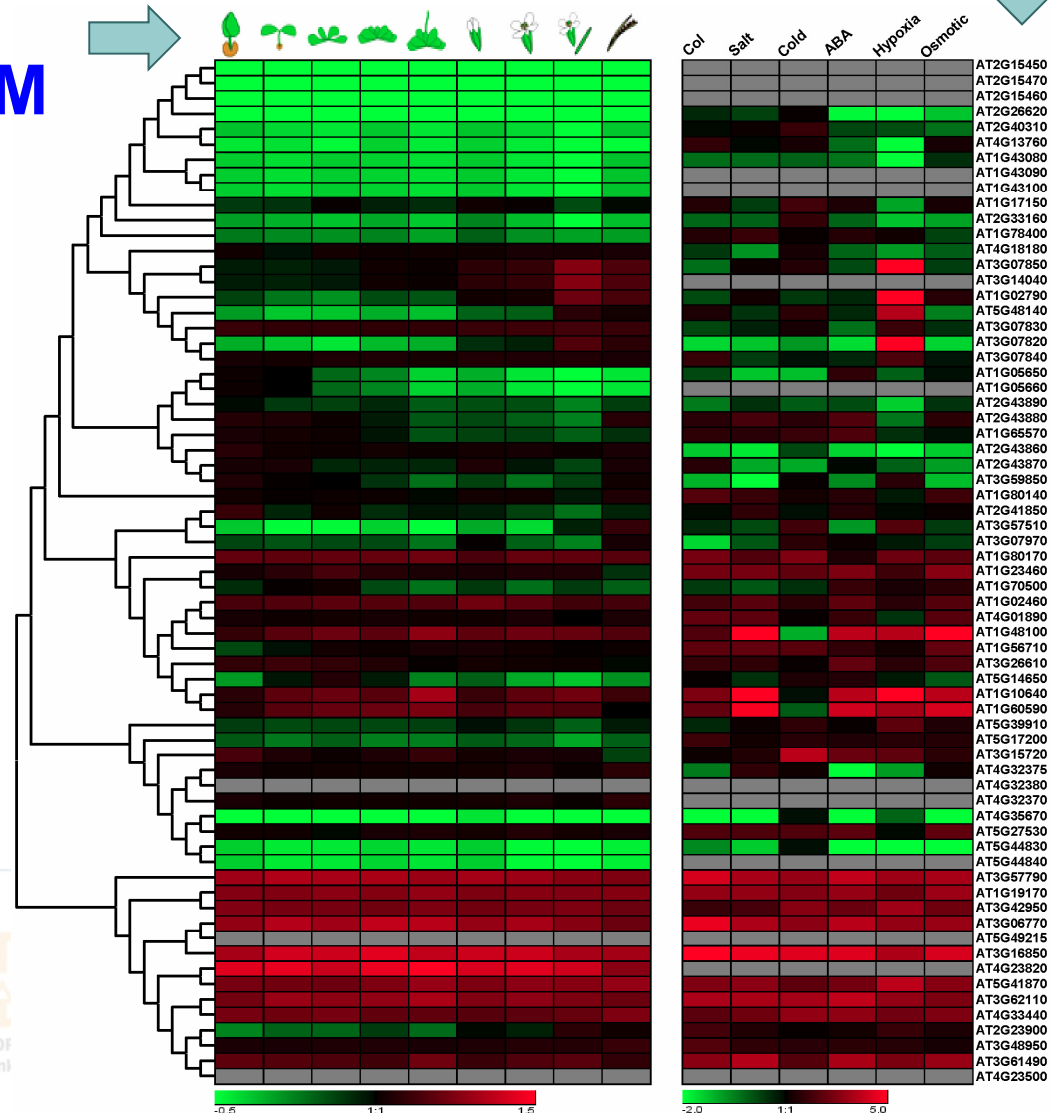 M
Col Salt Cold ABA Hypoxia Osmotic
AT2G15450
AT2G15470
AT2G15460
AT2G26620
AT2G40310
AT4G13760
AT1G43080
AT1G43090
AT1G43100
AT1G17150
AT2G33160
AT1G78400
AT4G18180
AT3G07850
AT3G14040
AT1G02790
AT5G48140
AT3G07830
AT3G07820
AT3G07840
AT1G05650
AT1G05660
AT2G43890
AT2G43880
AT1G65570
AT2G43860
AT2G43870
AT3G59850
AT1G80140
AT2G41850
AT3G57510
AT3G07970
AT1G80170
AT1G23460
AT1G70500
AT1G02460
AT4G01890
AT1G48100
AT1G56710
AT3G26610
AT5G14650
AT1G10640
AT1G60590
AT5G39910
AT5G17200
AT3G15720
AT4G32375
AT4G32380
AT4G32370
AT4G35670
AT5G27530
AT5G44830
AT5G44840
AT3G57790
AT1G19170
AT3G42950
AT3G06770
AT5G49215
AT3G16850
AT4G23820
AT5G41870
AT3G62110
AT4G33440
AT2G23900
AT3G48950
AT3G61490
AT4G23500
-0.5 1:1 1.5 -2.0 1:1 5.0